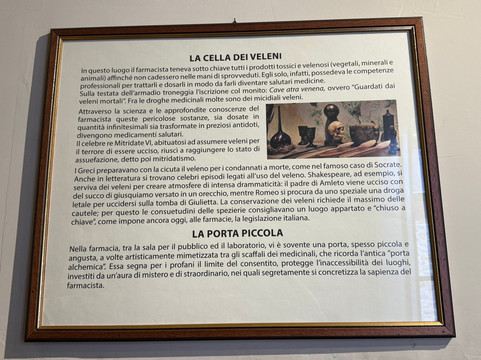 LA CELLA DEI VELENI
In questo luogo il farmacista teneva sotto chiave tutti i prodotti tossici e velenosi (vegetali, minerali e
animali) affinché non cadessero nelle mani di sprovveduti. Egli solo, infatti, possedeva le competenze
professionali per trattarli e dosarli in modo da farli diventare salutari medicine.
Sulla testata dell'armadio troneggia l'iscrizione col monito: Cave atra venena, ovvero "Guardati dai
veleni mortali". Fra le droghe medicinali molte sono dei micidiali veleni.
Attraverso la scienza e le approfondite conoscenze del
farmacista queste pericolose sostanze, sia dosate in
quantità infinitesimali sia trasformate in preziosi antidoti,
divengono medicamenti salutari.
Il celebre re Mitridate VI, abituatosi ad assumere veleni per
il terrore di essere ucciso, riuscì a raggiungere lo stato di
assuefazione, detto poi mitridatismo.
I Greci preparavano con la cicuta il veleno per i condannati a morte, come nel famoso caso di Socrate.
Anche in letteratura si trovano celebri episodi legati all'uso del veleno. Shakespeare, ad esempio, si
serviva dei veleni per creare atmosfere di intensa drammaticità: il padre di Amleto viene ucciso con
del succo di giusquiamo versato in un orecchio, mentre Romeo si procura da uno speziale una droga
letale per uccidersi sulla tomba di Giulietta. La conservazione dei veleni richiede il massimo delle
cautele; per questo le consuetudini delle spezierie consigliavano un luogo appartato e "chiuso a
chiave", come impone ancora oggi, alle farmacie, la legislazione italiana.
LA PORTA PICCOLA
Nella farmacia, tra la sala per il pubblico ed il laboratorio, vi è sovente una porta, spesso piccola e
angusta, a volte artisticamente mimetizzata tra gli scaffali dei medicinali, che ricorda l'antica "porta
alchemica". Essa segna per i profani il limite del consentito, protegge l'inaccessibilità dei luoghi,
investiti da un'aura di mistero e di straordinario, nei quali segretamente si concretizza la sapienza del
farmacista.